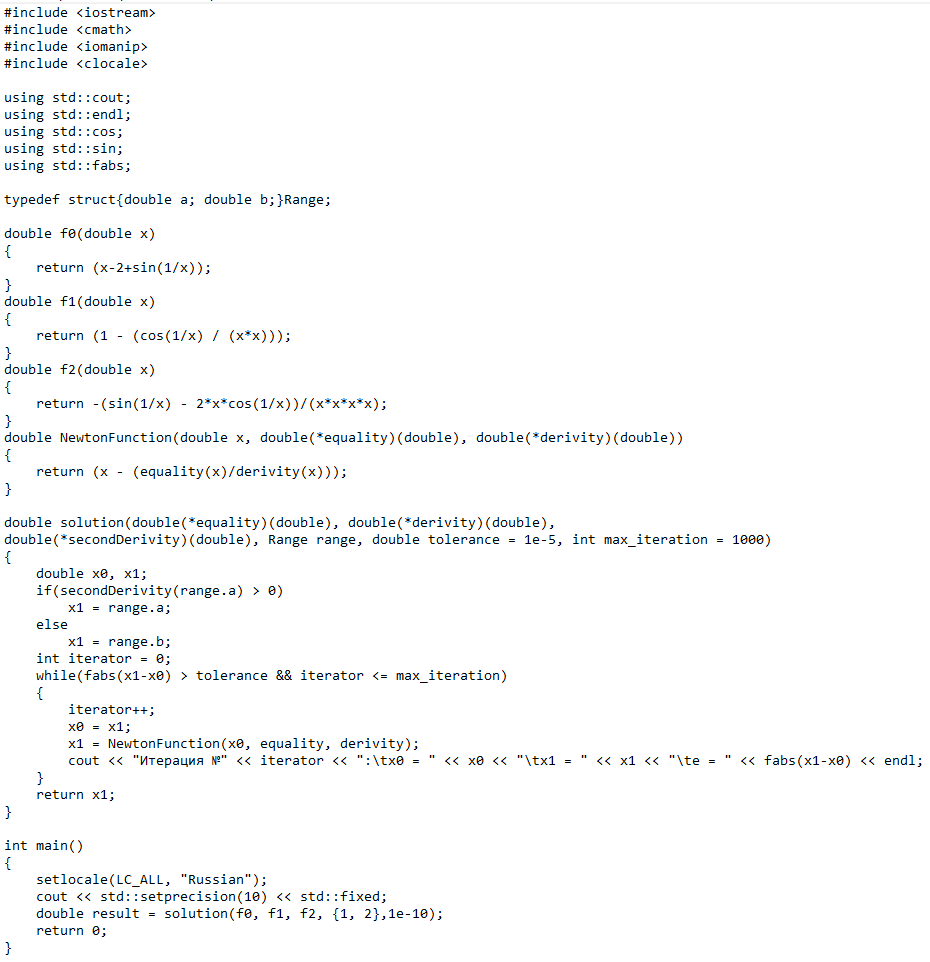 #include <iostream>
#include <cmath>
#include <iomanip>
#include <clocale>

using std::cout;
using std::endl;
using std::cos;
using std::sin;
using std::fabs;

typedef struct{double a; double b;}Range;

double f0(double x)
{
    return (x-2+sin(1/x));
}
double f1(double x)
{
    return (1 - (cos(1/x) / (x*x)));
}
double f2(double x)
{
    return -(sin(1/x) - 2*x*cos(1/x))/(x*x*x*x);
}
double NewtonFunction(double x, double(*equality)(double), double(*derivity)(double))
{
    return (x - (equality(x)/derivity(x)));
}

double solution(double(*equality)(double), double(*derivity)(double),
double(*secondDerivity)(double), Range range, double tolerance = 1e-5, int max_iteration = 1000)
{
    double x0, x1;
    if(secondDerivity(range.a) > 0)
        x1 = range.a;
    else
        x1 = range.b;
    int iterator = 0;
    while(fabs(x1-x0) > tolerance && iterator <= max_iteration)
    {
        iterator++;
        x0 = x1;
        x1 = NewtonFunction(x0, equality, derivity);
        cout << "Итерация №" << iterator << ":\tx0 = " << x0 << "\tx1 = " << x1 << "\te = " << fabs(x1-x0) << endl;
    }
    return x1;
}

int main()
{
    setlocale(LC_ALL, "Russian");
    cout << std::setprecision(10) << std::fixed;
    double result = solution(f0, f1, f2, {1, 2},1e-10);
    return 0;
}